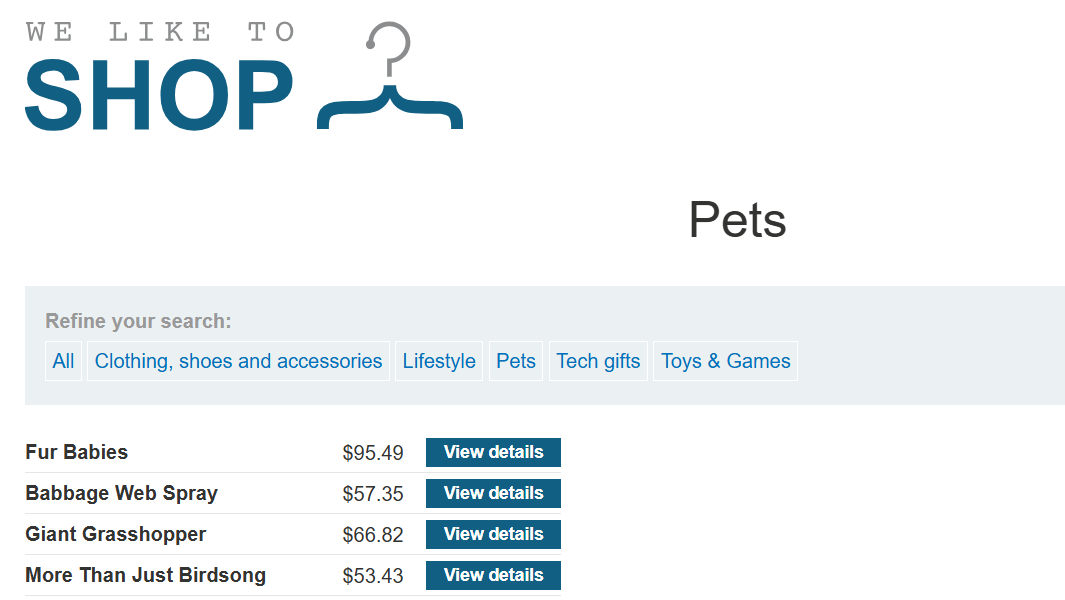 WE LIKE TO
SHOP
Pets
Refine your search:
All Clothing, shoes and accessories Lifestyle Pets Tech gifts Toys & Games
Fur Babies $95.49 View details
Babbage Web Spray $57.35 View details
Giant Grasshopper $66.82 View details
More Than Just Birdsong $53.43 View details